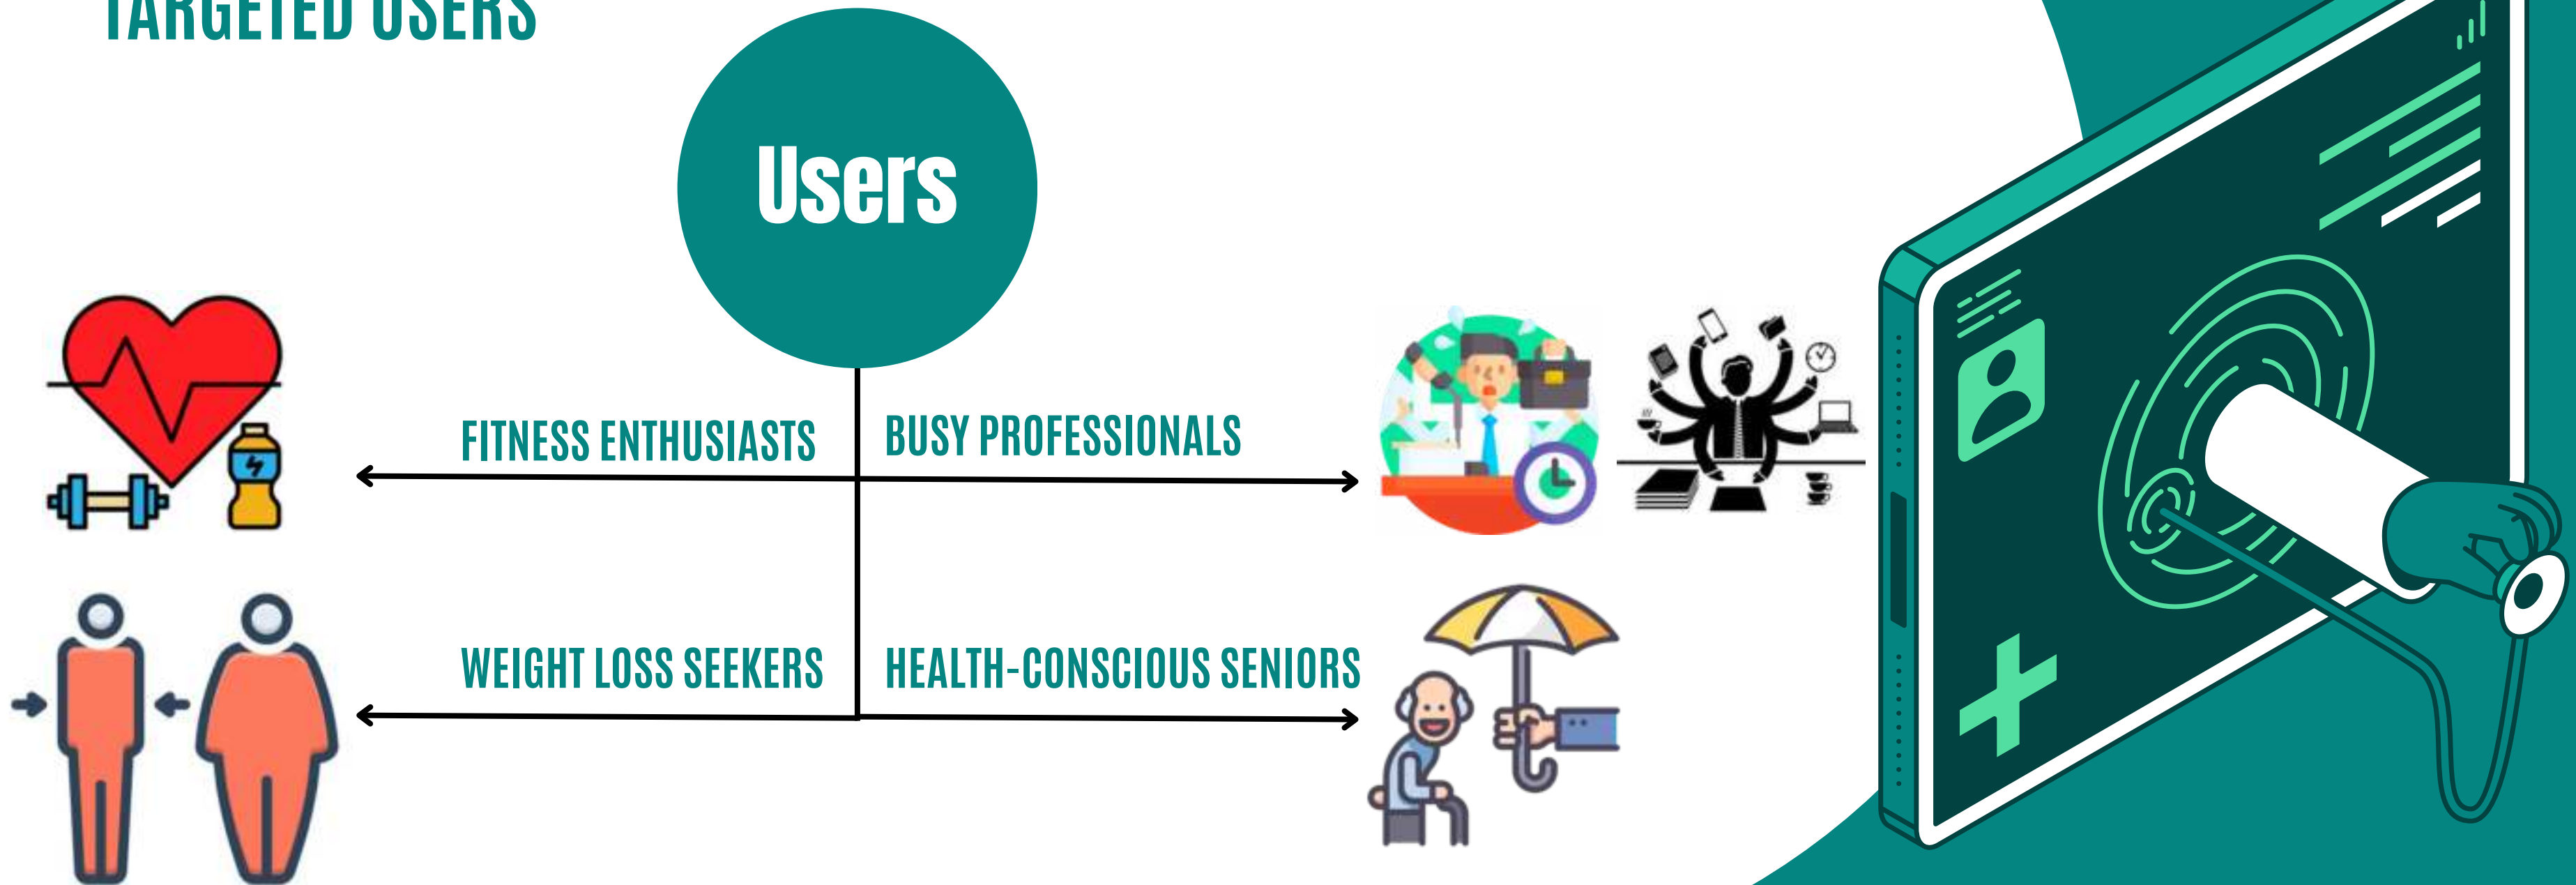 TARGETED USERS
Users
FITNESS ENTHUSIASTS
BUSY PROFESSIONALS
WEIGHT LOSS SEEKERS
HEALTH-CONSCIOUS SENIORS